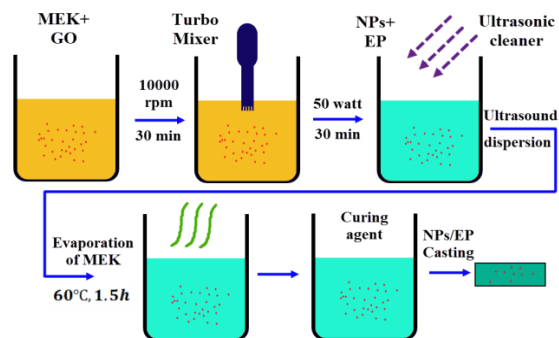 MEK+
GO
10000
rpm
30 min
Turbo
Mixer
50 watt
30 min
NPs+
EP
Ultrasonic
cleaner
Ultrasound
dispersion
Evaporation
of MEK
60°C, 1.5h
Curing
agent
NPs/EP
Casting